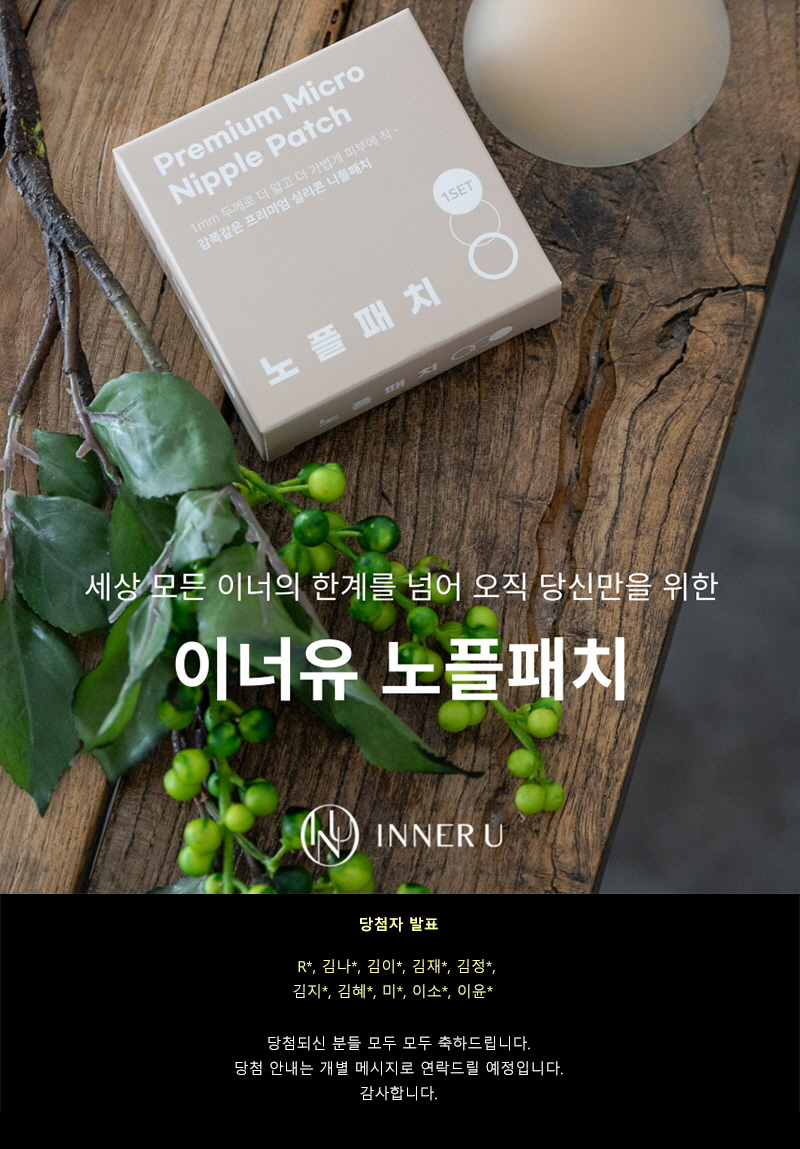 Premium Micro
Nipple Patch
1mm 두께로 더 얇고 더 가볍게 피부에 착 -
감쪽같은 프리미엄 실리콘 니플패치
1SET
노플패치
노플패치
세상 모든 이너의 한계를 넘어 오직 당신만을 위한
이너유 노플패치
INNER U
당첨자 발표
R*, 김나*, 김이*, 김재*, 김정*,
김지*, 김혜*, 미*, 이소*, 이윤*
당첨되신 분들 모두 모두 축하드립니다.
당첨 안내는 개별 메시지로 연락드릴 예정입니다.
감사합니다.